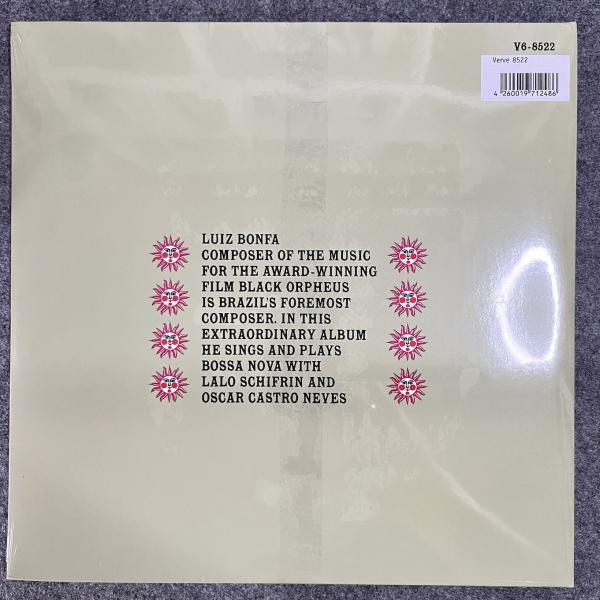 V6-8522
Verve 8522
4 260019 712486
LUIZ BONFA
COMPOSER OF THE MUSIC
FOR THE AWARD-WINNING
FILM BLACK ORPHEUS
IS BRAZIL'S FOREMOST
COMPOSER. IN THIS
EXTRAORDINARY ALBUM
HE SINGS AND PLAYS
BOSSA NOVA WITH
LALO SCHIFRIN AND
OSCAR CASTRO NEVES